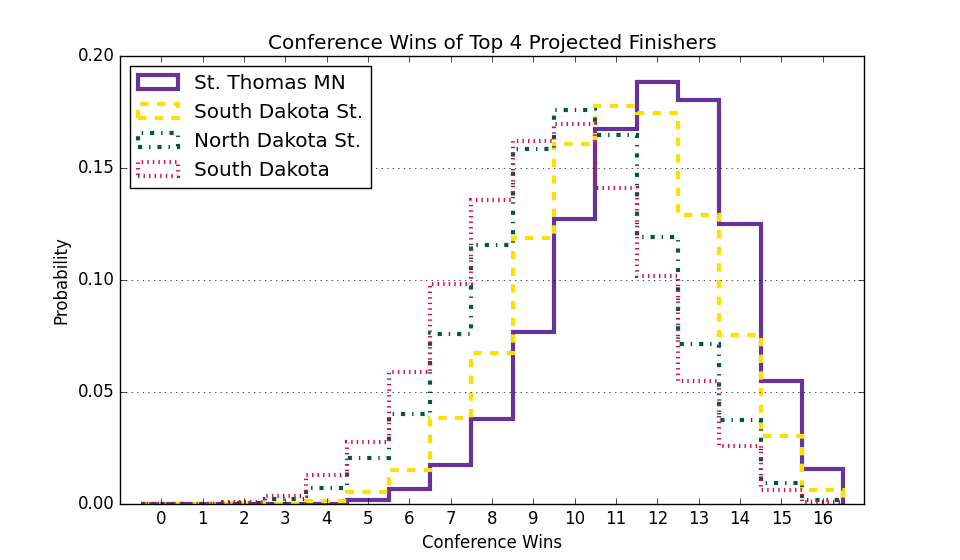 Conference Wins of Top 4 Projected Finishers
0.20
St. Thomas MN
South Dakota St.
North Dakota St.
South Dakota
0.15
0.10
0.05
0.00
Probability
0 1 2 3 4 5 6 7 8 9 10 11 12 13 14 15 16
Conference Wins